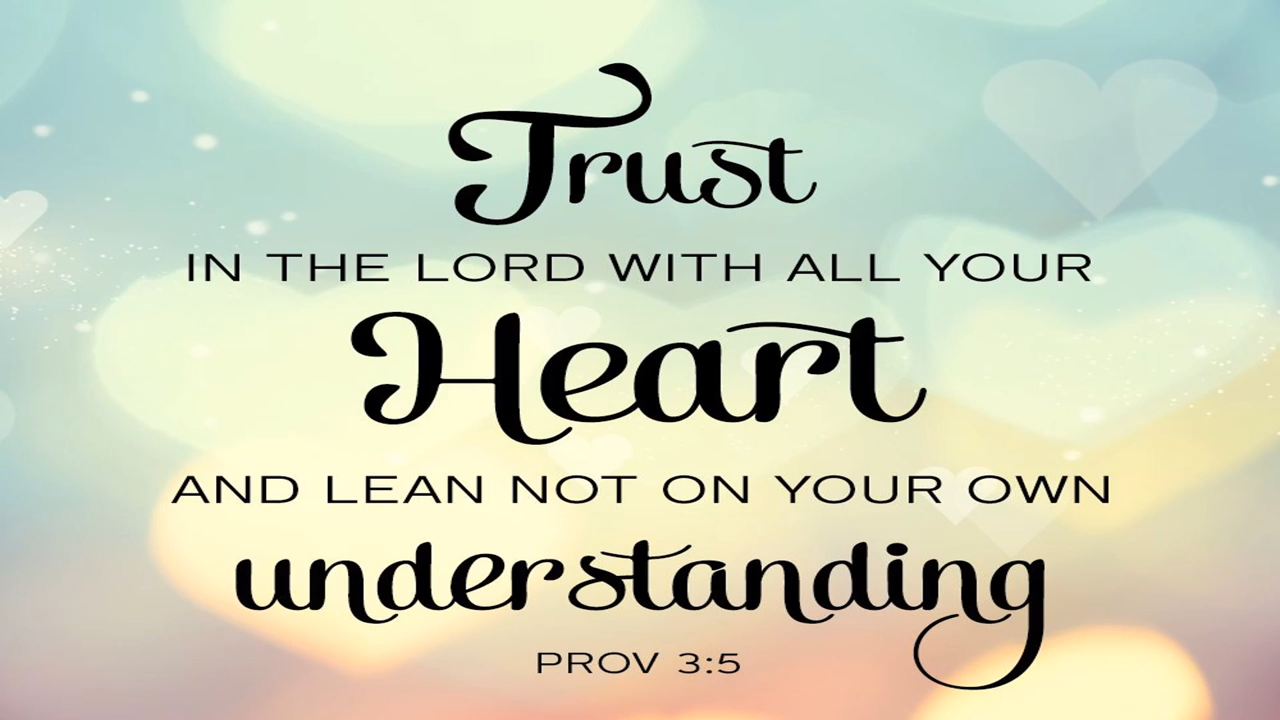 Trust
IN THE LORD WITH ALL YOUR
Heart
AND LEAN NOT ON YOUR OWN
understanding
PROV 3:5